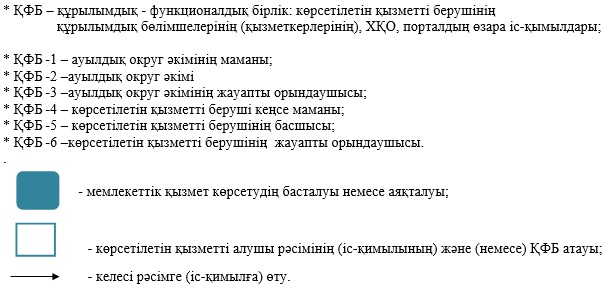 * ҚФБ – құрылымдық - функционалдық бірлік: көрсетілетін қызметті берушінің
құрылымдық бөлімшелерінің (қызметкерлерінің), ХҚО, порталдың өзара іс-қымылдары;
* ҚФБ -1 – ауылдық округ әкімінің маманы;
* ҚФБ -2 –ауылдық округ әкімі
* ҚФБ -3 –ауылдық округ әкімінің жауапты орындаушысы;
* ҚФБ -4 – көрсетілетін қызметті беруші кеңсе маманы;
* ҚФБ -5 – көрсетілетін қызметті берушінің басшысы;
* ҚФБ -6 –көрсетілетін қызметті берушінің жауапты орындаушысы.
.
- мемлекеттік қызмет көрсетудің басталуы немесе аяқталуы;
- көрсетілетін қызметті алушы рәсімінің (іс-қимылының) және (немесе) ҚФБ атауы;
- келесі рәсімге (іс-қимылға) өту.